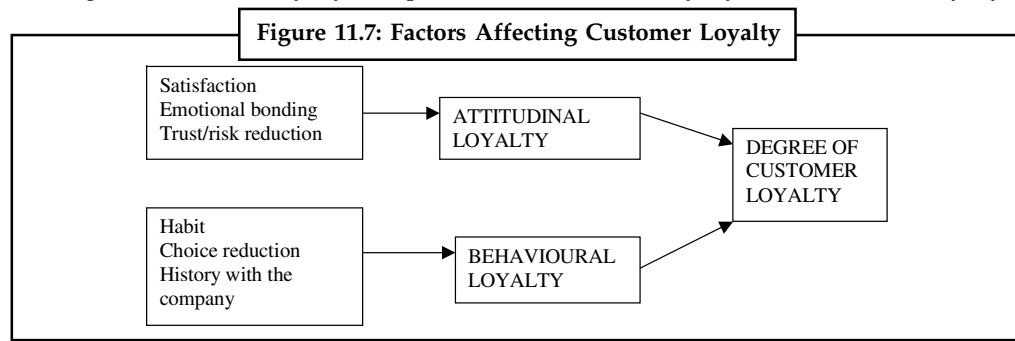 Figure 11.7: Factors Affecting Customer Loyalty
Satisfaction
Emotional bonding
Trust/risk reduction
ATTITUDINAL
LOYALTY
DEGREE OF
CUSTOMER
LOYALTY
Habit
Choice reduction
History with the
company
BEHAVIOURAL
LOYALTY